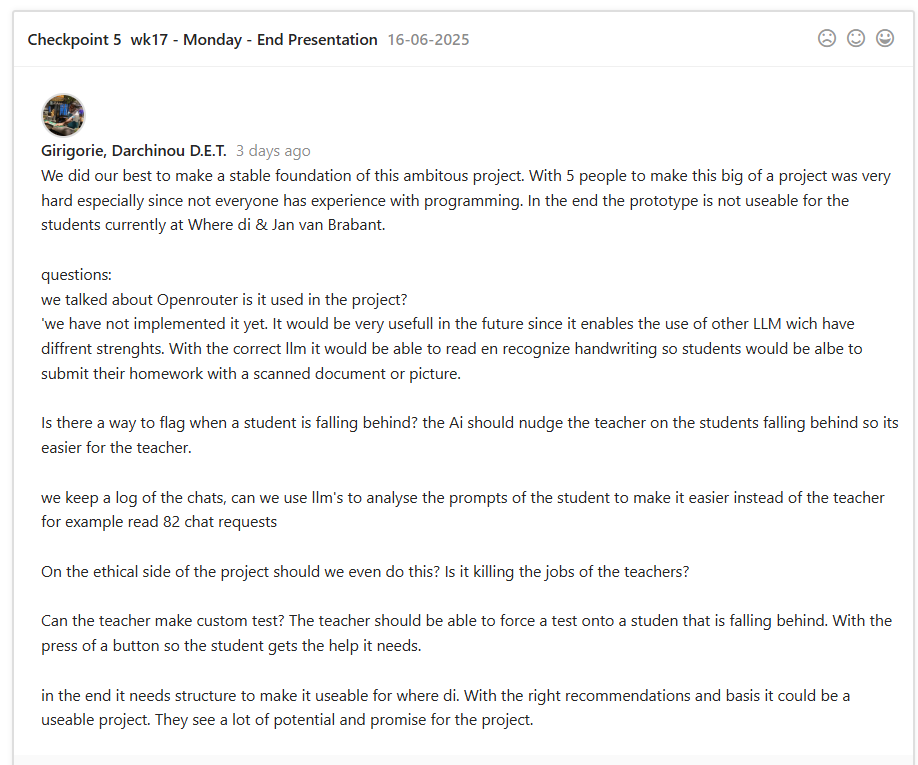 Checkpoint 5 wk17 - Monday - End Presentation 16-06-2025
Girigorie, Darchinou D.E.T. 3 days ago
We did our best to make a stable foundation of this ambitous project. With 5 people to make this big of a project was very
hard especially since not everyone has experience with programming. In the end the prototype is not useable for the
students currently at Where di & Jan van Brabant.
questions:
we talked about Openrouter is it used in the project?
'we have not implemented it yet. It would be very usefull in the future since it enables the use of other LLM wich have
diffrent strenghts. With the correct llm it would be able to read en recognize handwriting so students would be albe to
submit their homework with a scanned document or picture.
Is there a way to flag when a student is falling behind? the Ai should nudge the teacher on the students falling behind so its
easier for the teacher.
we keep a log of the chats, can we use llm's to analyse the prompts of the student to make it easier instead of the teacher
for example read 82 chat requests
On the ethical side of the project should we even do this? Is it killing the jobs of the teachers?
Can the teacher make custom test? The teacher should be able to force a test onto a studen that is falling behind. With the
press of a button so the student gets the help it needs.
in the end it needs structure to make it useable for where di. With the right recommendations and basis it could be a
useable project. They see a lot of potential and promise for the project.